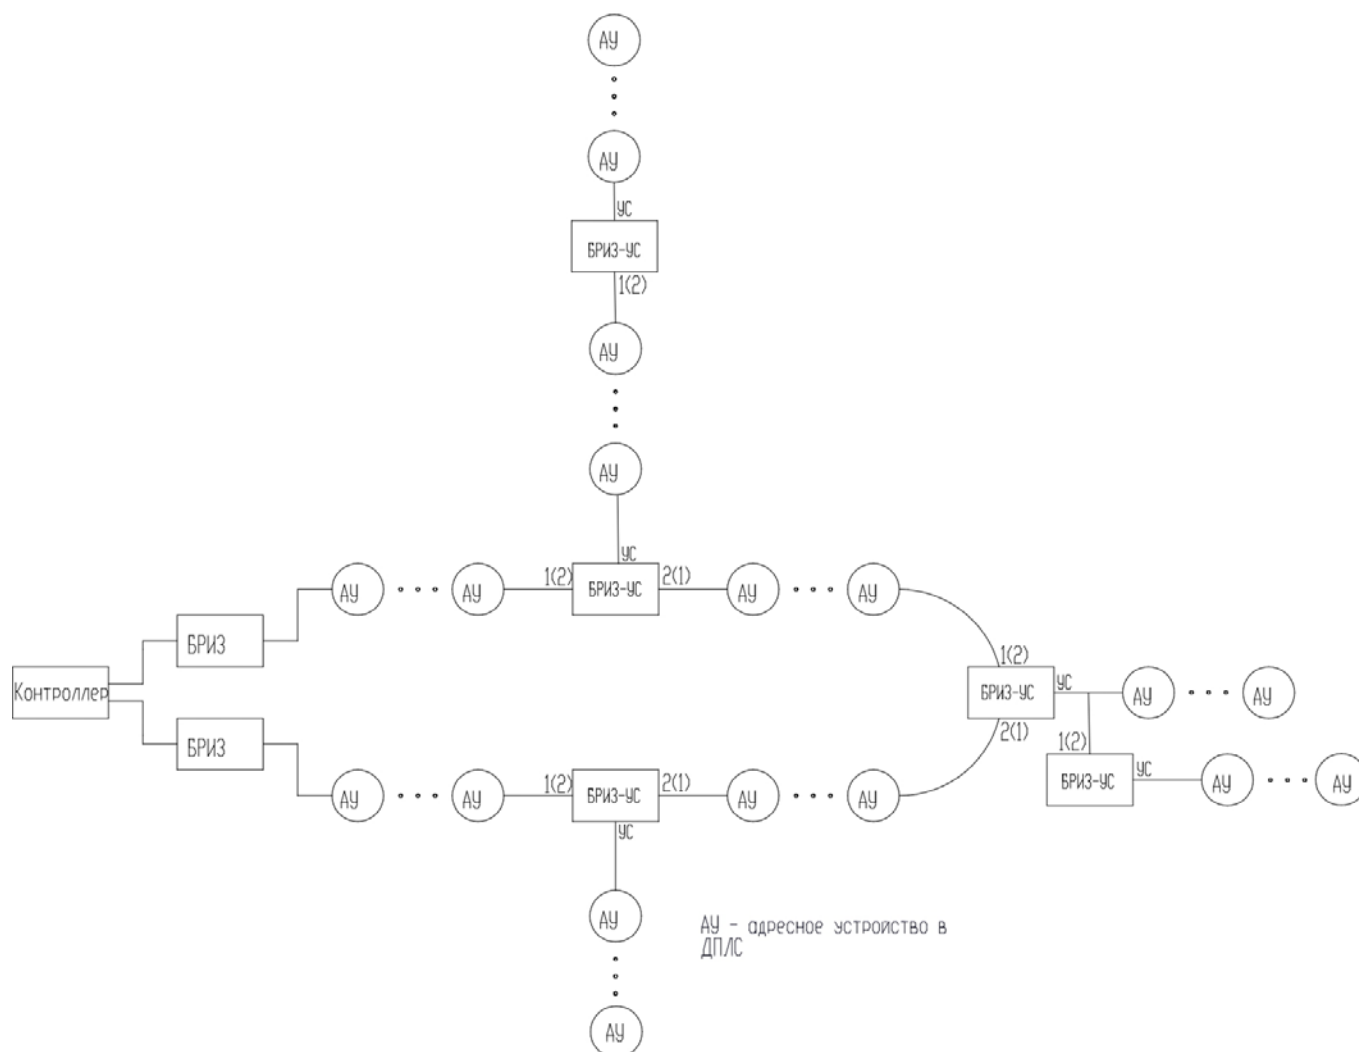 АУ
АУ
УС
БРИЗ-УС
1(2)
АУ
АУ
УС
АУ
АУ
1(2)
БРИЗ-УС
2(1)
АУ
АУ
БРИЗ
1(2)
Контроллер
БРИЗ-УС
УС
АУ
АУ
2(1)
БРИЗ
1(2)
БРИЗ-УС
УС
АУ
АУ
АУ
АУ
1(2)
БРИЗ-УС
2(1)
АУ
АУ
УС
АУ
АУ - адресное устройство в
ДПЛС
АУ